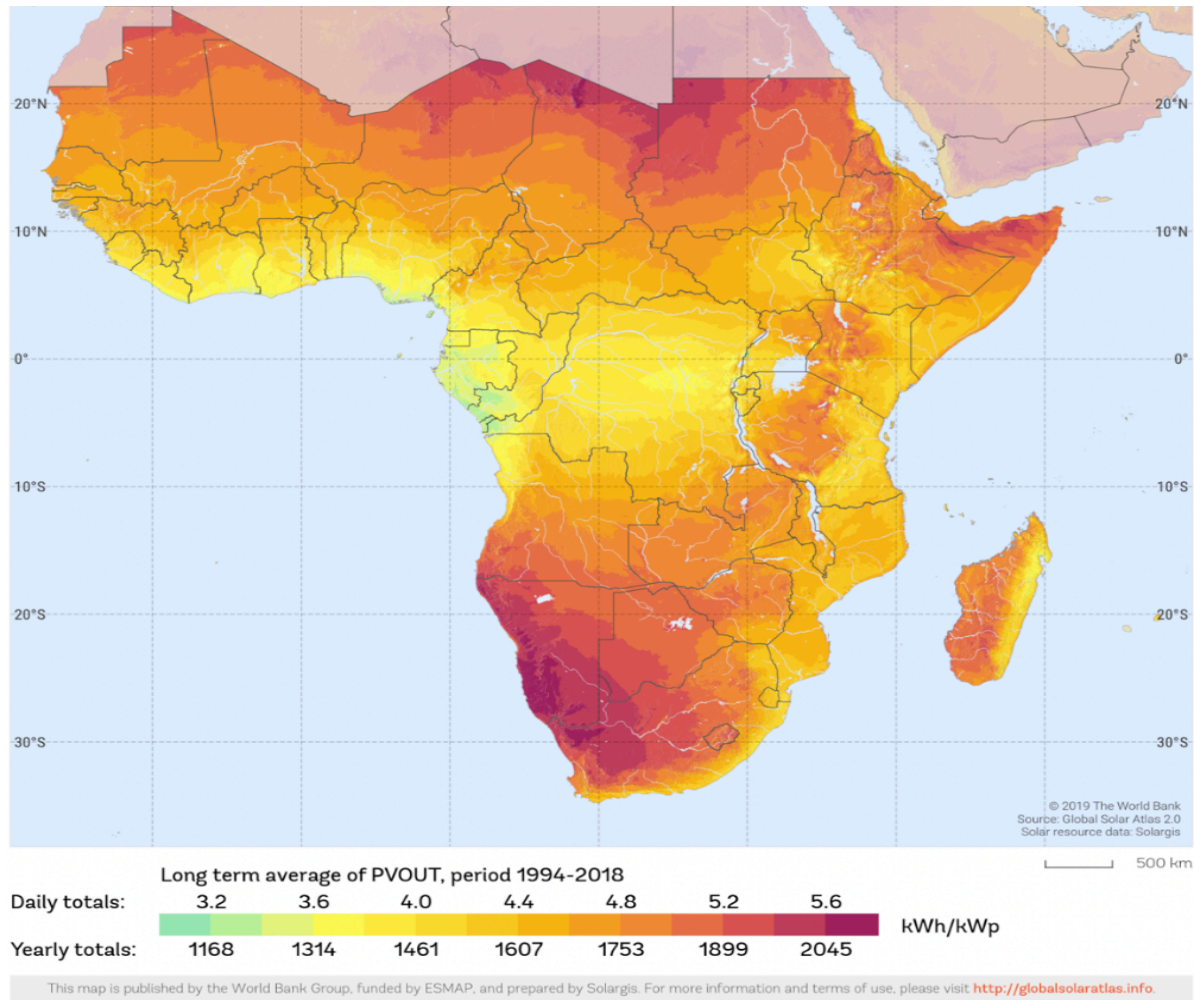 20°N 20°N
10°N 10°N
0° 0°
10°S 10°S
20°S 20°S
30°S 30°S
© 2019 The World Bank
Source: Global Solar Atlas 2.0
Solar resource data: Solargis
500 km
Long term average of PVOUT, period 1994-2018
Daily totals: 3.2 3.6 4.0 4.4 4.8 5.2 5.6
kWh/kWp
Yearly totals: 1168 1314 1461 1607 1753 1899 2045
This map is published by the World Bank Group, funded by ESMAP, and prepared by Solargis. For more information and terms of use, please visit http://globalsolaratlas.info.